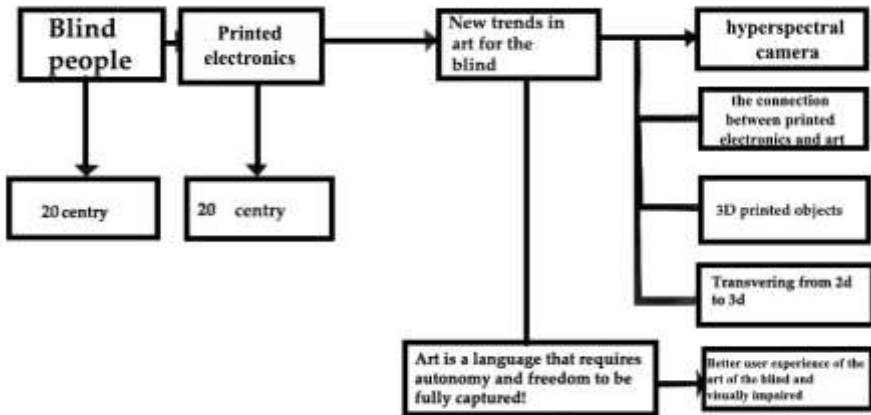 Blind
people
Printed
electronics
New trends in
art for the
blind
hyperspectral
camera
the connection
between printed
electronics and art
20 centry
20 centry
3D printed objects
Transvering from 2d
to 3d
Art is a language that requires
autonomy and freedom to be
fully captured!
Better user experience of the
art of the blind and
visually impaired